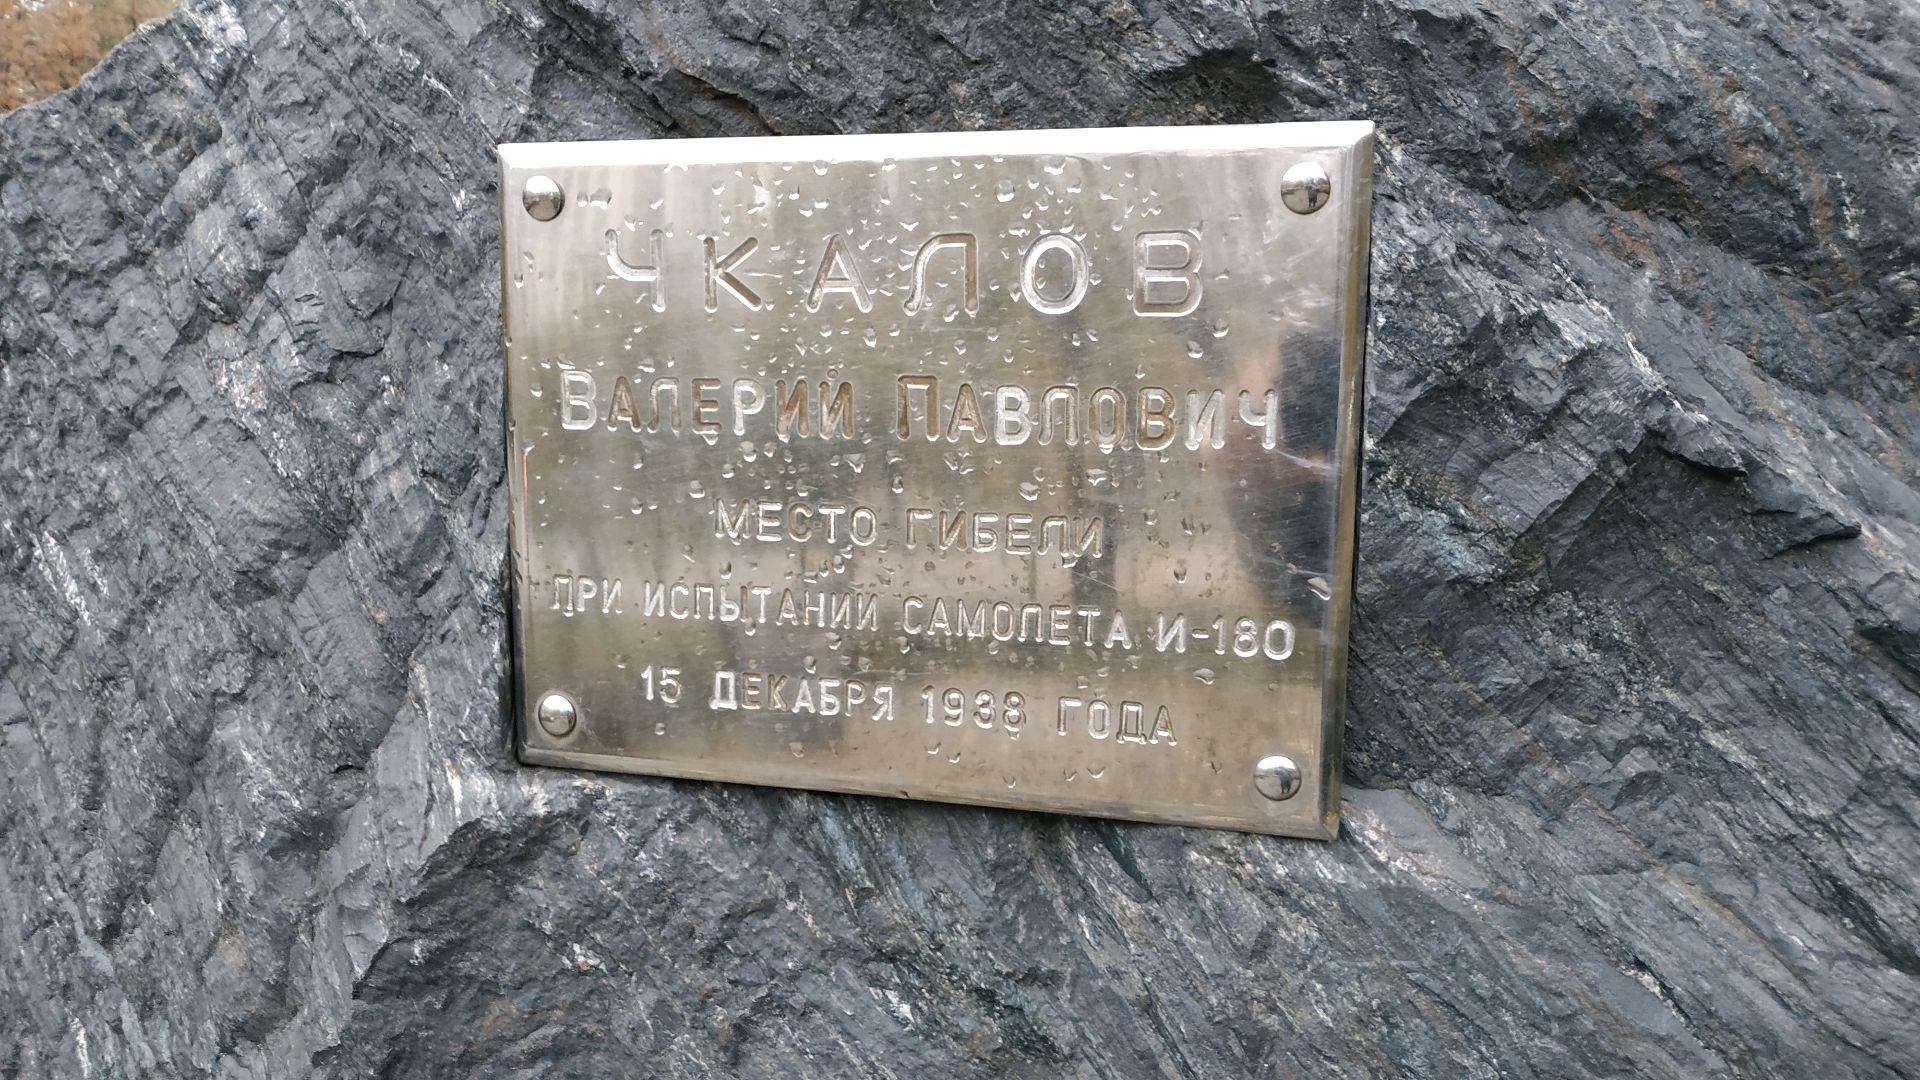 ЧКАЛОВ
ВАЛЕРИЙ ПАВЛОВИЧ
МЕСТО ГИБЕЛИ
ПРИ ИСПЫТАНИИ САМОЛЕТА И-180
15 ДЕКАБРЯ 1938 ГОДА